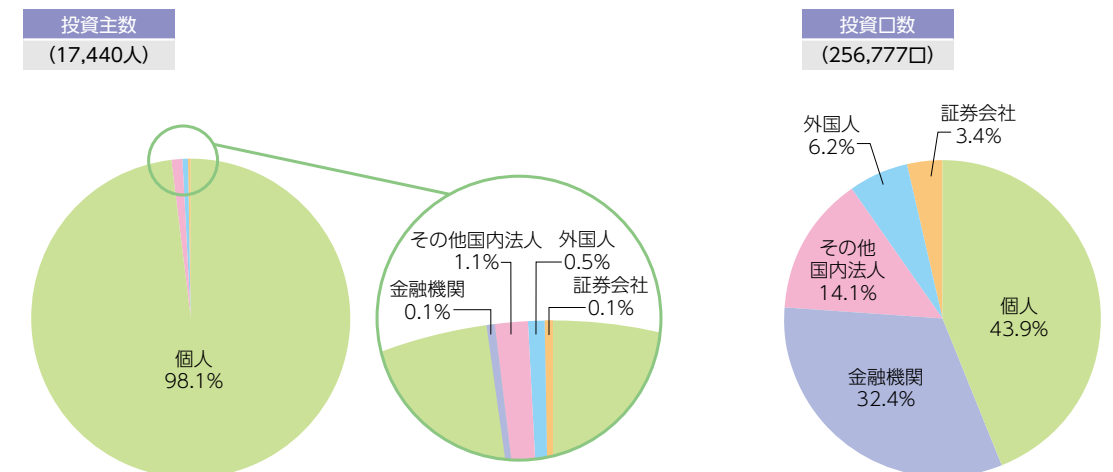 投資主数
(17,440人)
個人
98.1%
その他国内法人
1.1%
外国人
0.5%
金融機関
0.1%
証券会社
0.1%
投資口数
(256,777口)
外国人
6.2%
証券会社
3.4%
その他
国内法人
14.1%
個人
43.9%
金融機関
32.4%